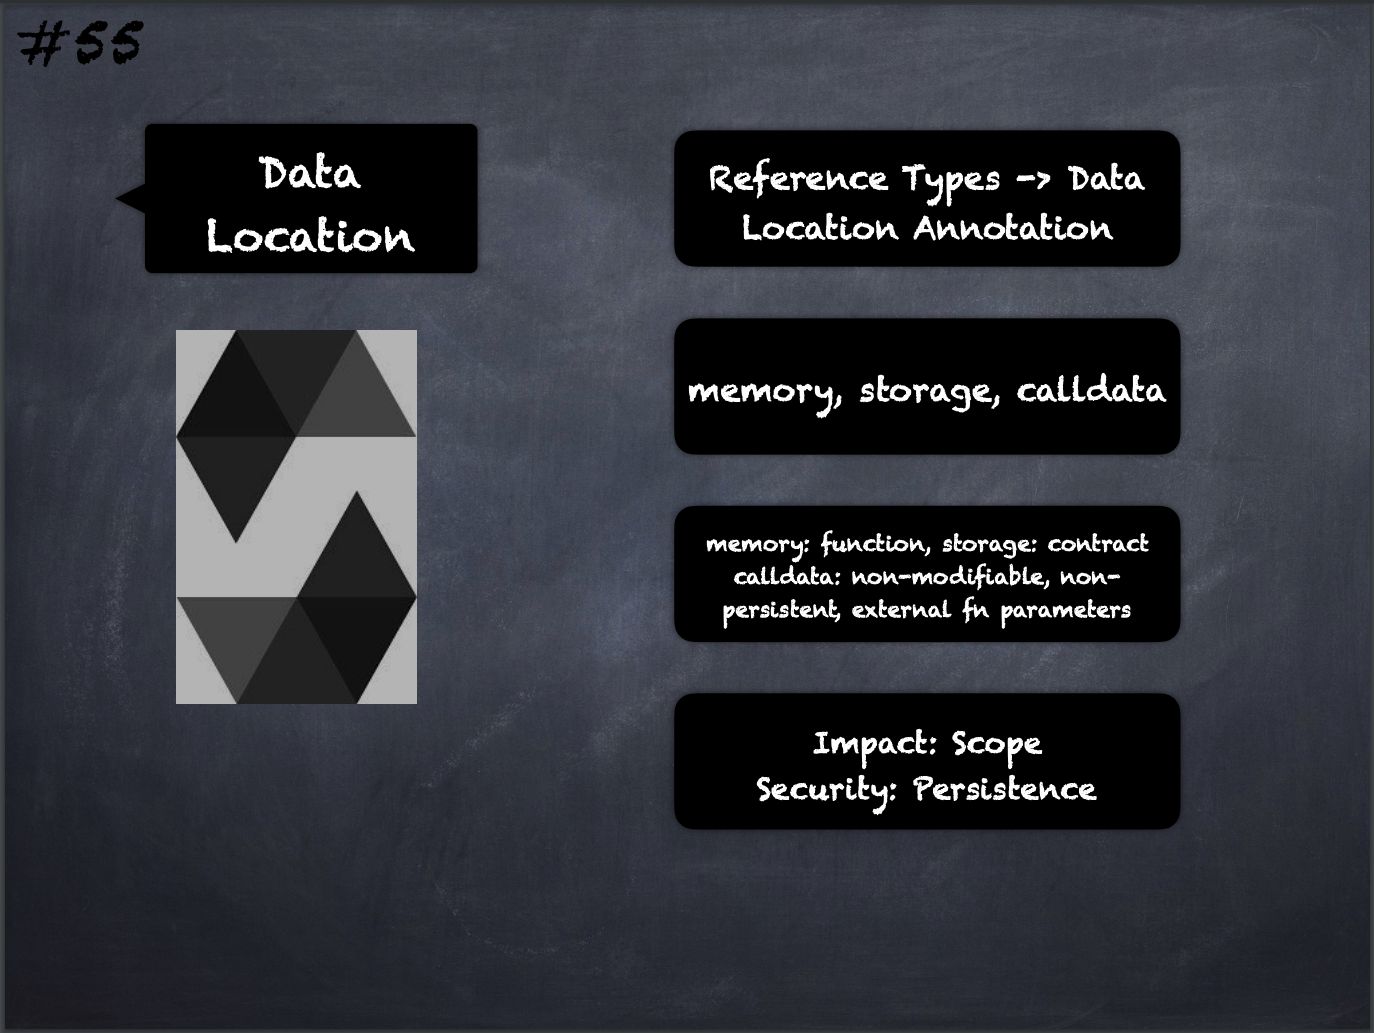 #55
Data
Location
Reference Types -> Data
Location Annotation
memory, storage, calldata
memory: function, storage: contract
calldata: non-modifiable, non-
persistent, external fn parameters
Impact: Scope
Security: Persistence